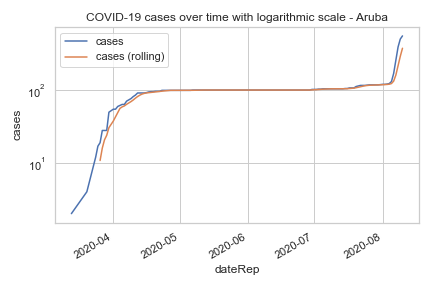 COVID-19 cases over time with logarithmic scale - Aruba
cases
cases (rolling)
10²
10¹
cases
2020-04
2020-05
2020-06
2020-07
2020-08
dateRep